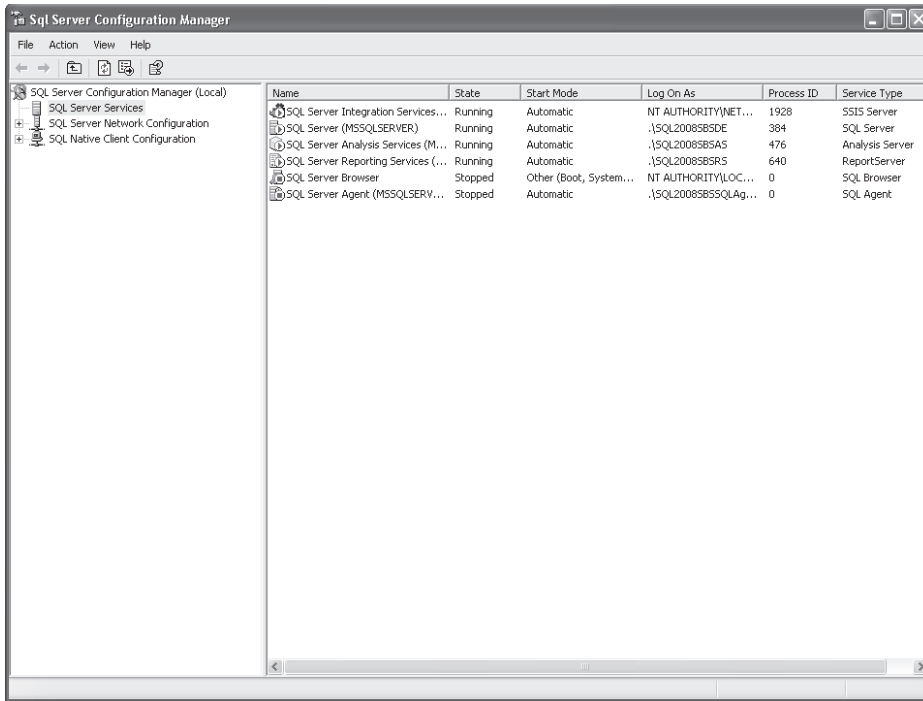 Sql Server Configuration Manager
File Action View Help
SQL Server Configuration Manager (Local)
SQL Server Services
SQL Server Network Configuration
SQL Native Client Configuration
Name State Start Mode Log On As Process ID Service Type
SQL Server Integration Services... Running Automatic NT AUTHORITY\NET... 1928 SSIS Server
SQL Server (MSSQLSERVER) Running Automatic .\SQL2008SBSDE 384 SQL Server
SQL Server Analysis Services (M... Running Automatic .\SQL2008SBSAS 476 Analysis Server
SQL Server Reporting Services (... Running Automatic .\SQL2008SBSRS 640 ReportServer
SQL Server Browser Stopped Other (Boot, System... NT AUTHORITY\LOC... 0 SQL Browser
SQL Server Agent (MSSQLSERV... Stopped Automatic .\SQL2008SBSSQLAg... 0 SQL Agent